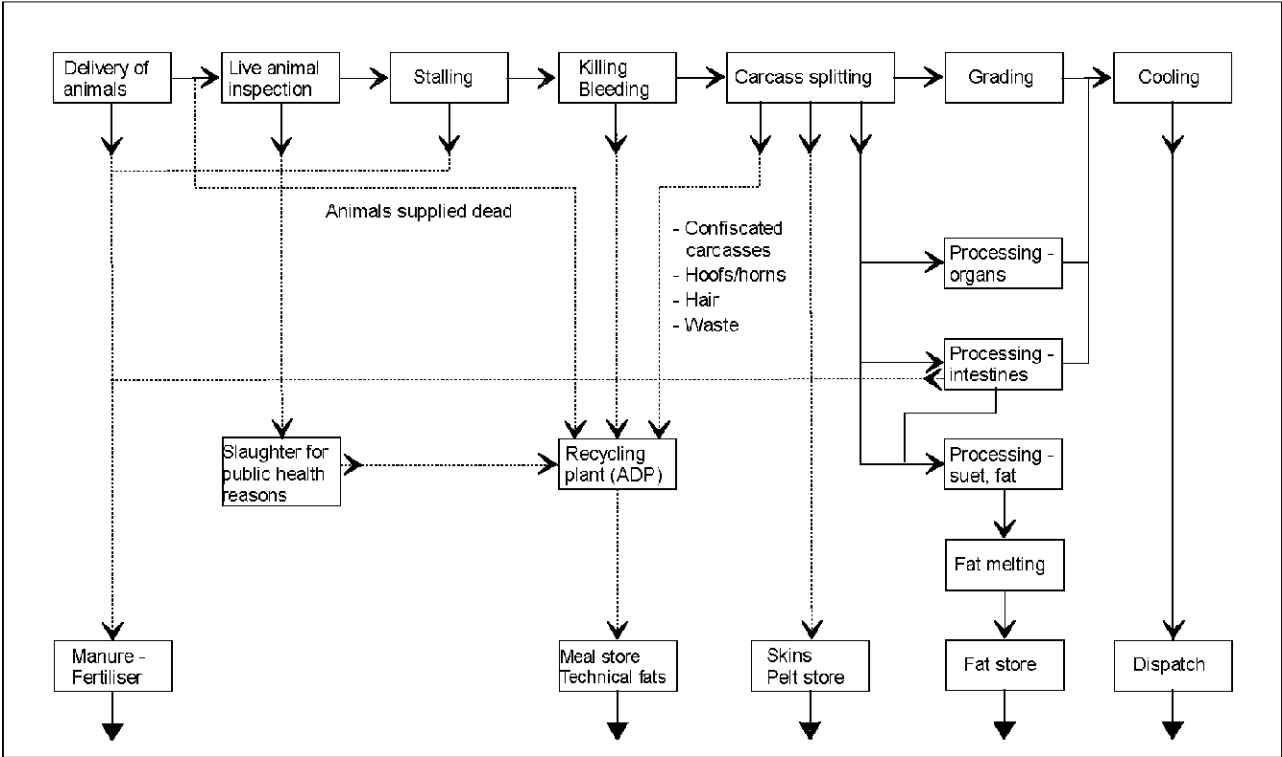 Delivery of
animals
Live animal
inspection
Stalling
Killing
Bleeding
Carcass splitting
Grading
Cooling
Animals supplied dead
- Confiscated
carcasses
- Hoofs/horns
- Hair
- Waste
Processing -
organs
Processing -
intestines
Slaughter for
public health
reasons
Recycling
plant (ADP)
Processing -
suet, fat
Fat melting
Manure -
Fertiliser
Meal store
Technical fats
Skins
Pelt store
Fat store
Dispatch